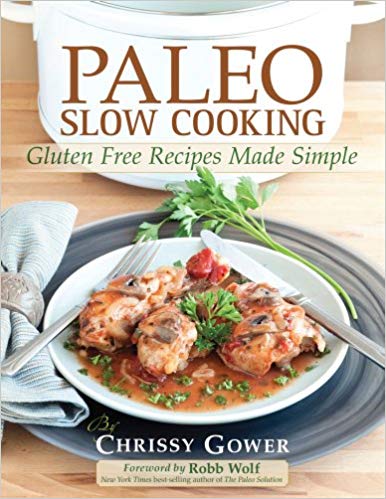 PALEO
SLOW COOKING
Gluten Free Recipes Made Simple
By
CHRISSY GOWER
Foreword by Robb Wolf
New York Times best-selling author of The Paleo Solution